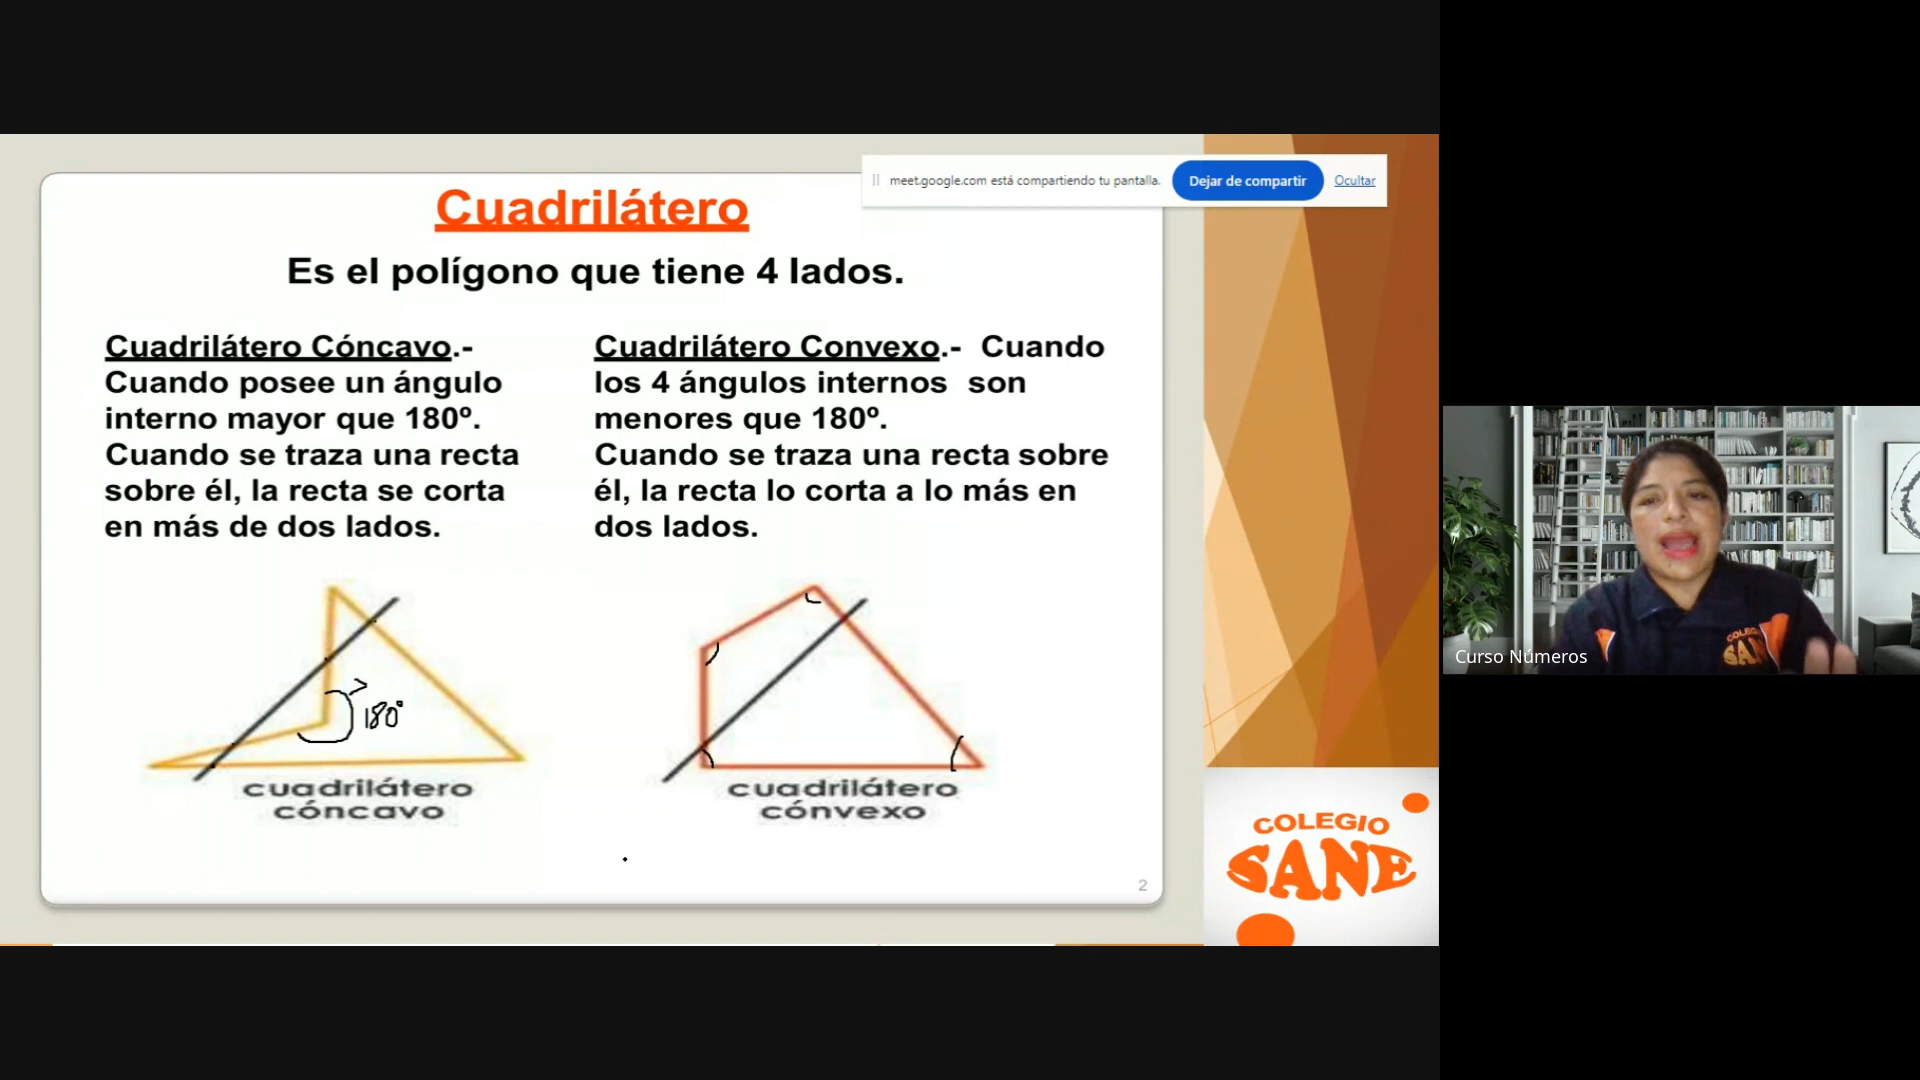 Cuadrilátero
meet.google.com está compartiendo tu pantalla.
Dejar de compartir
Ocultar
Es el polígono que tiene 4 lados.
Cuadrilátero Cóncavo.-
Cuando posee un ángulo
interno mayor que 180º.
Cuando se traza una recta
sobre él, la recta se corta
en más de dos lados.
Cuadrilátero Convexo.- Cuando
los 4 ángulos internos son
menores que 180º.
Cuando se traza una recta sobre
él, la recta lo corta a lo más en
dos lados.
> 180°
cuadrilátero
cóncavo
cuadrilátero
cónvexo
2
COLEGIO
SANE
COLEGIO
SAN
Curso Números